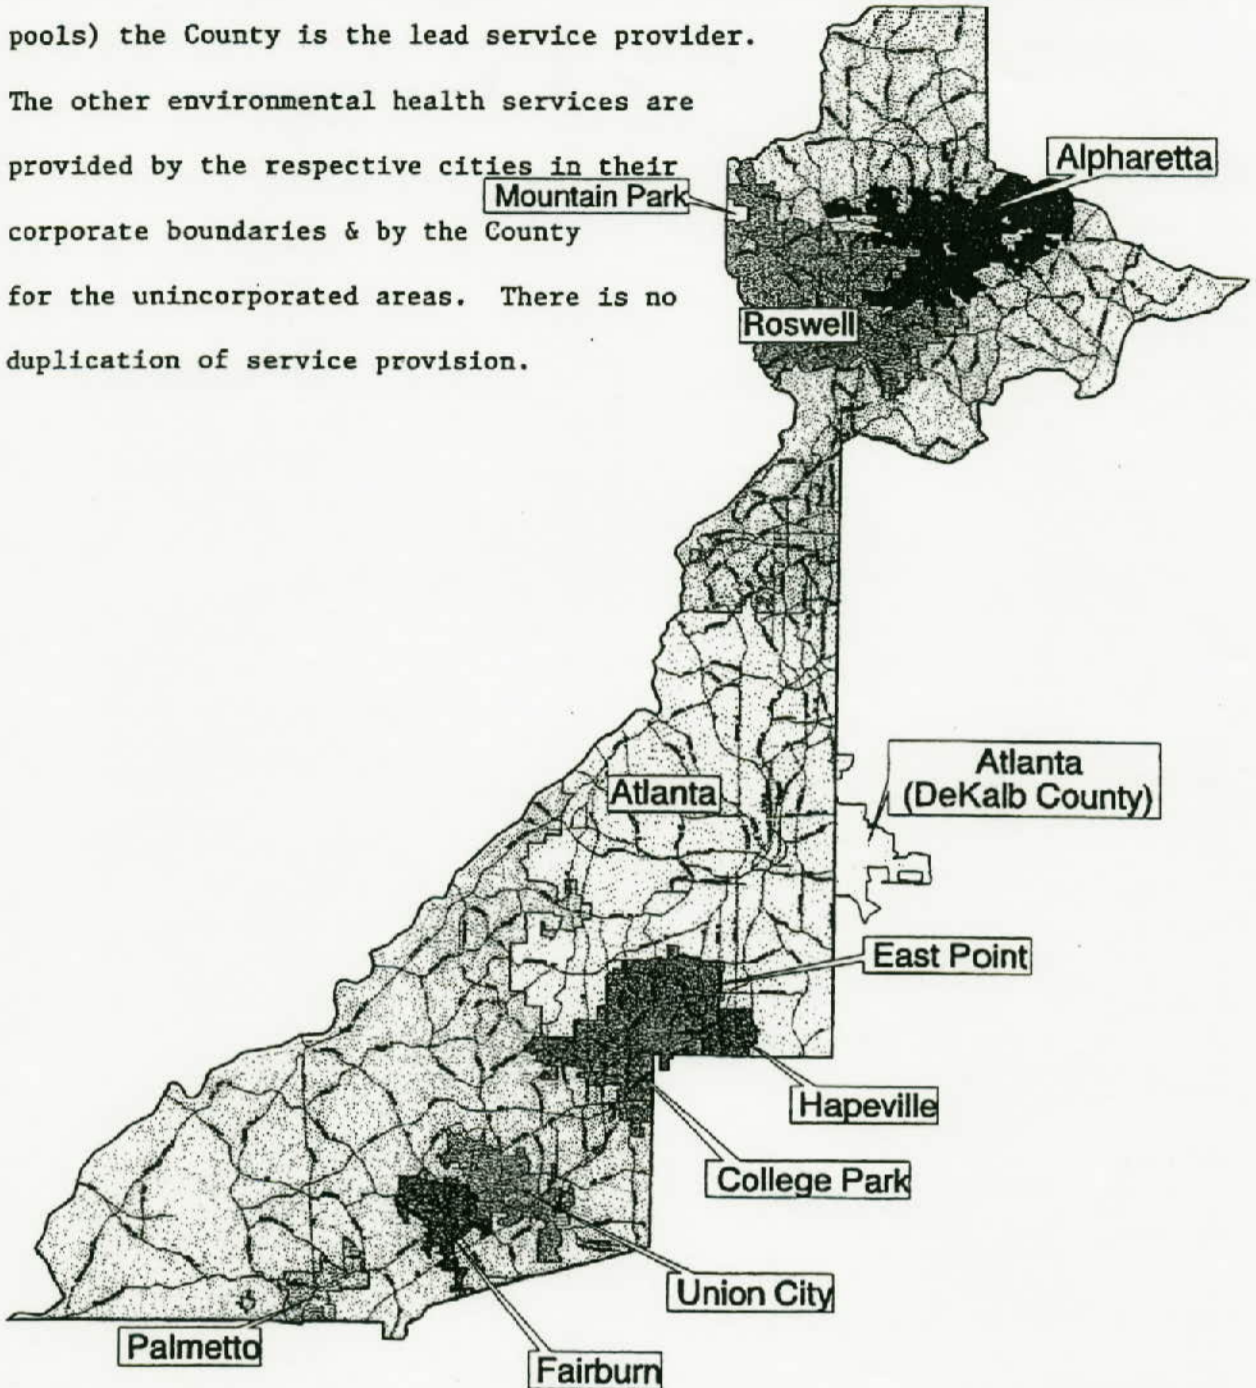 pools) the County is the lead service provider.
The other environmental health services are
provided by the respective cities in their
corporate boundaries & by the County
for the unincorporated areas. There is no
duplication of service provision.
Alpharetta
Mountain Park
Roswell
Atlanta
Atlanta
(DeKalb County)
East Point
Hapeville
College Park
Union City
Palmetto
Fairburn